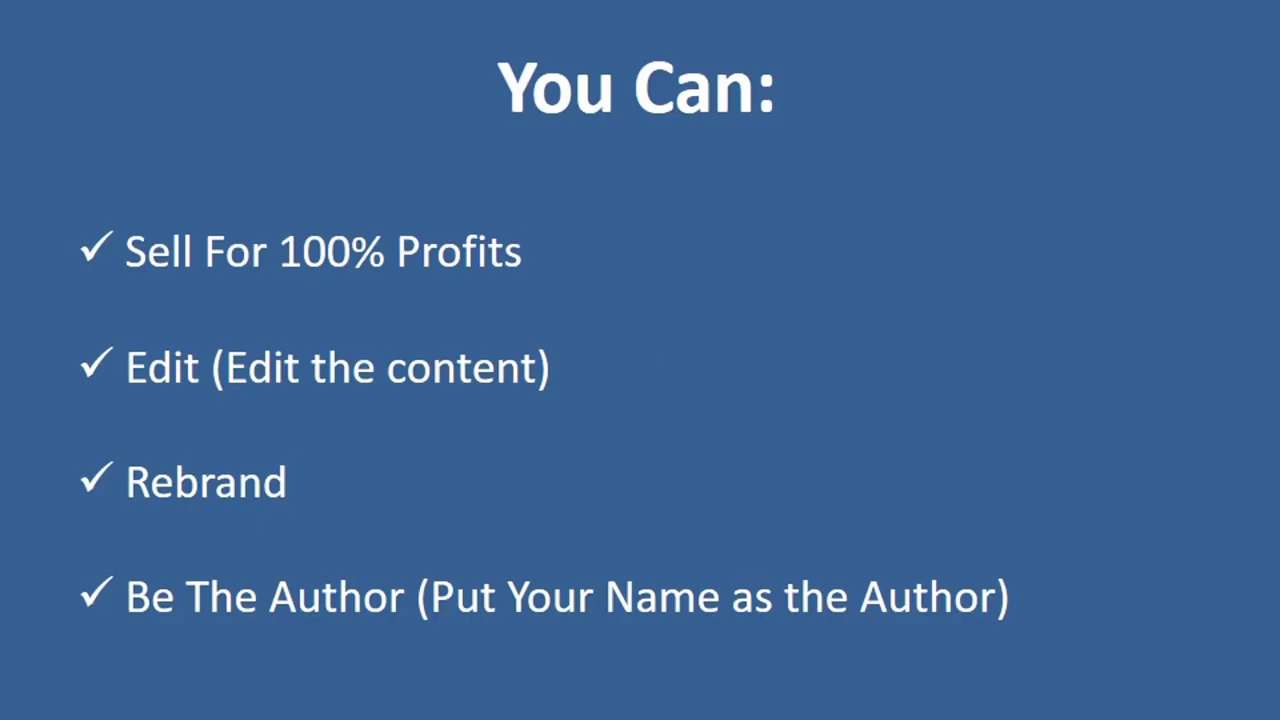 You Can:
✓ Sell For 100% Profits
✓ Edit (Edit the content)
✓ Rebrand
✓ Be The Author (Put Your Name as the Author)